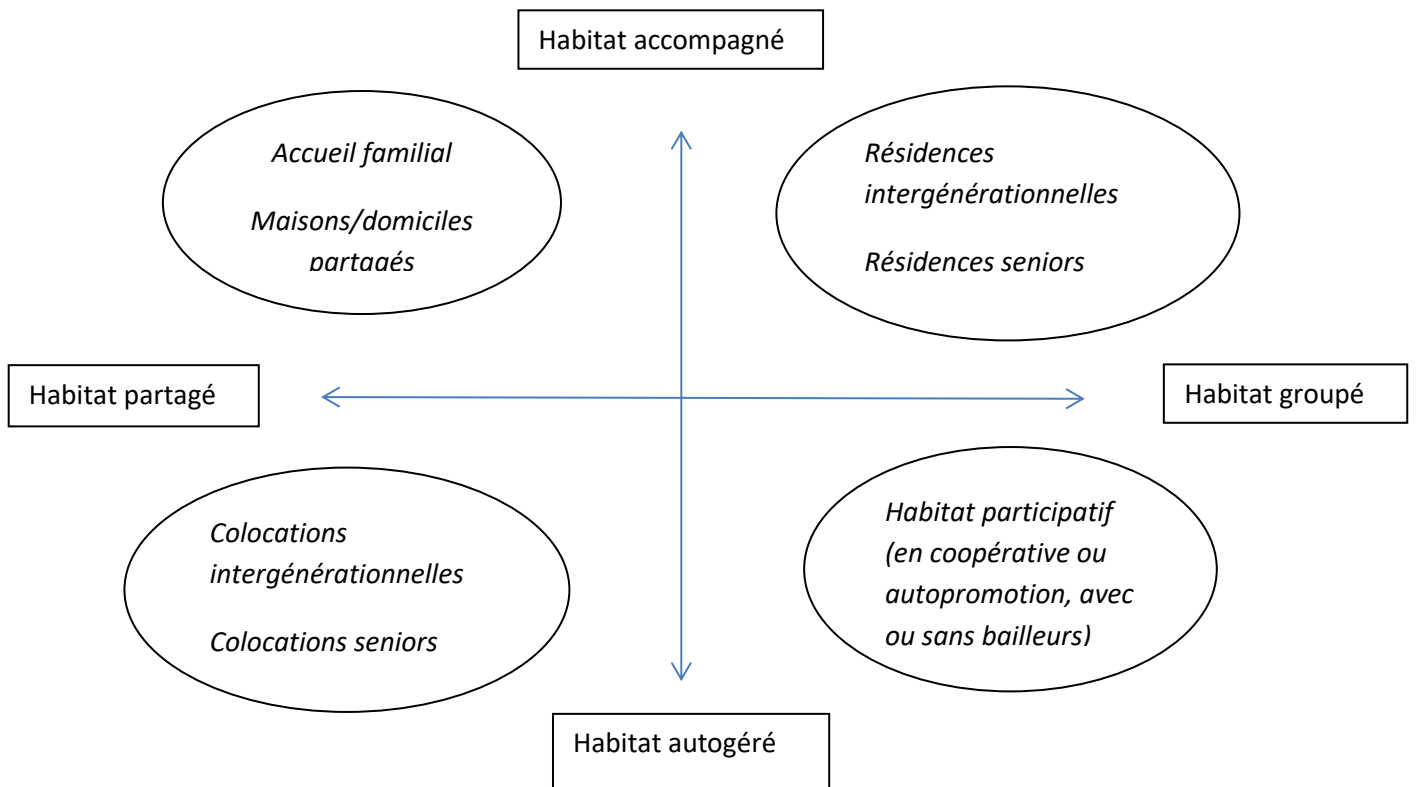 Habitat accompagné
Accueil familial
Maisons/domiciles
partagés
Résidences
intergénérationnelles
Résidences seniors
Habitat partagé
Habitat groupé
Colocations
intergénérationnelles
Colocations seniors
Habitat participatif
(en coopérative ou
autopromotion, avec
ou sans bailleurs)
Habitat autogéré